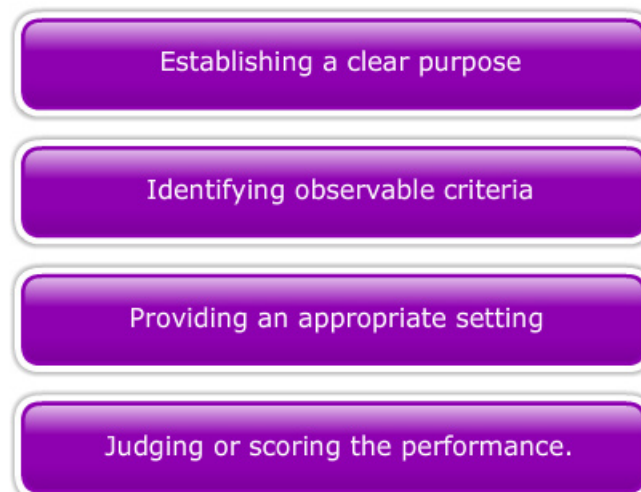 Establishing a clear purpose
Identifying observable criteria
Providing an appropriate setting
Judging or scoring the performance.